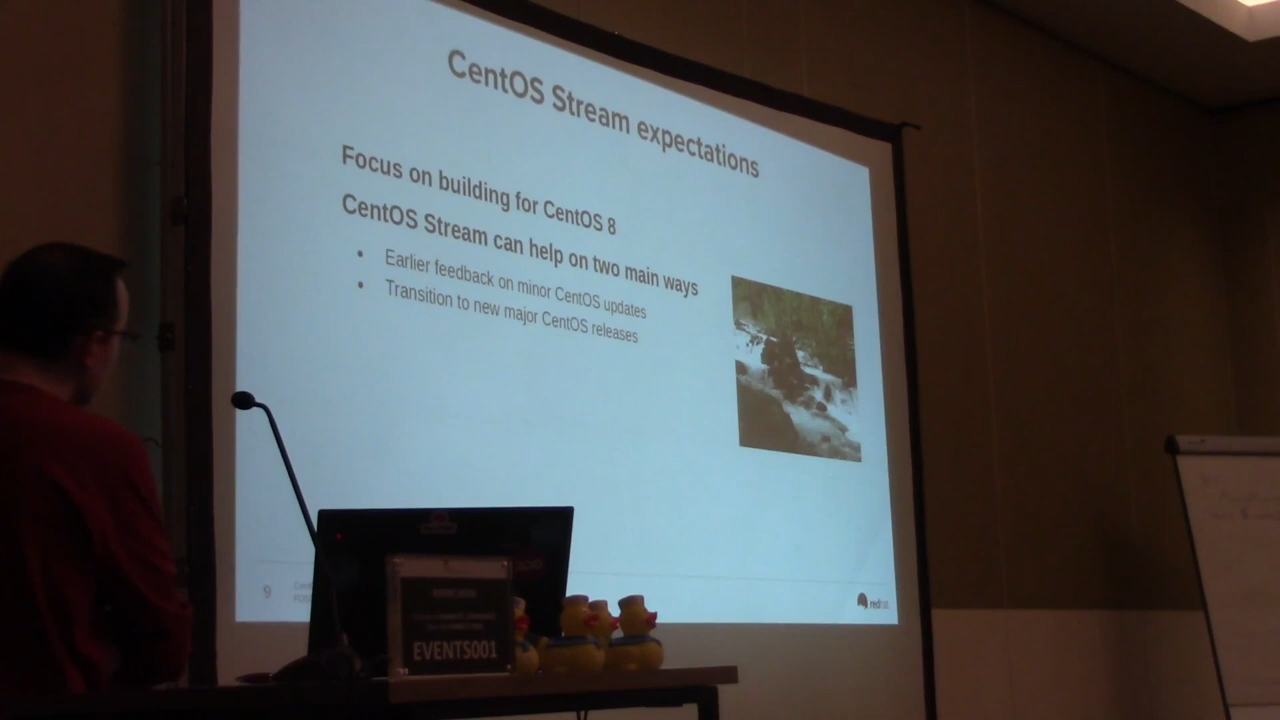 CentOS Stream expectations
Focus on building for CentOS 8
CentOS Stream can help on two main ways
• Earlier feedback on minor CentOS updates
• Transition to new major CentOS releases
9
redhat
EVENTS001